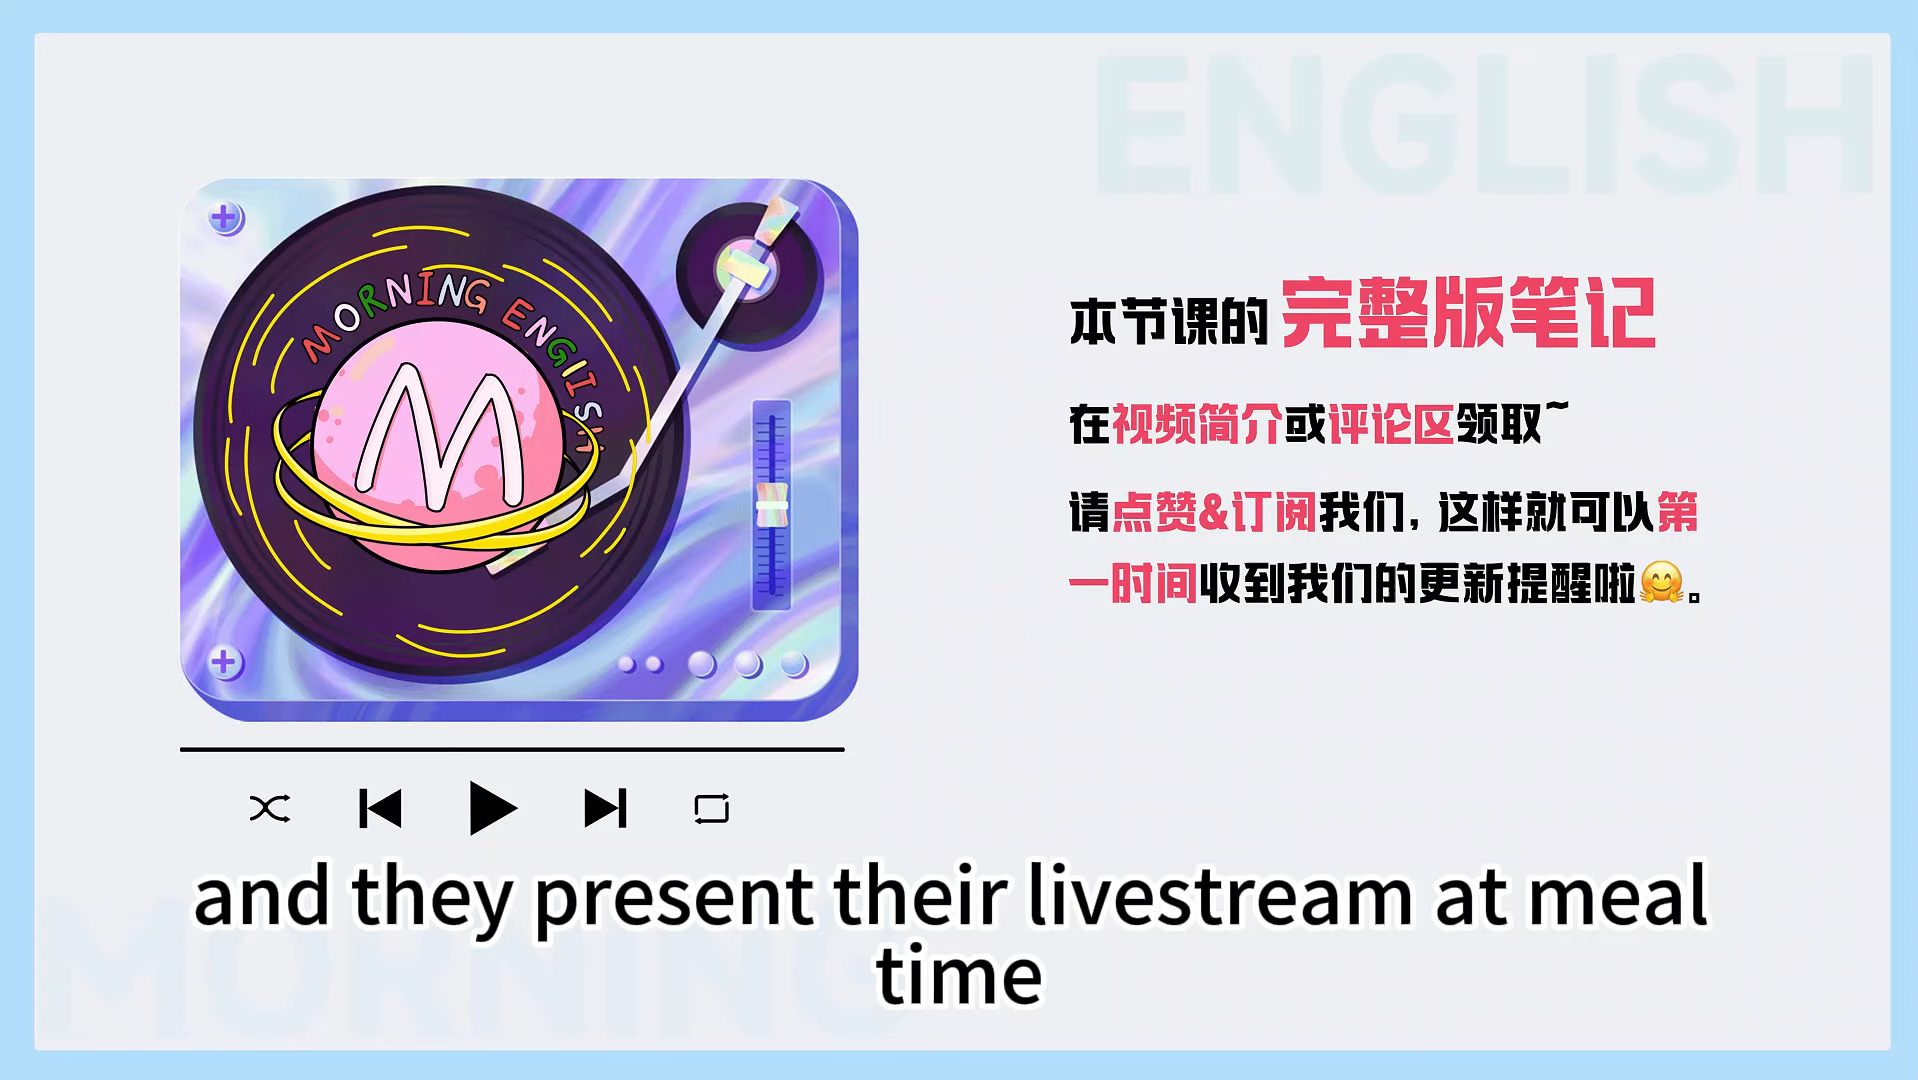 ENGLISH
MORNING ENGLISH
M
本节课的 完整版笔记
在视频简介或评论区领取~
请点赞&订阅我们，这样就可以第
一时间收到我们的更新提醒啦🤗。
MORNING
and they present their livestream at meal
time